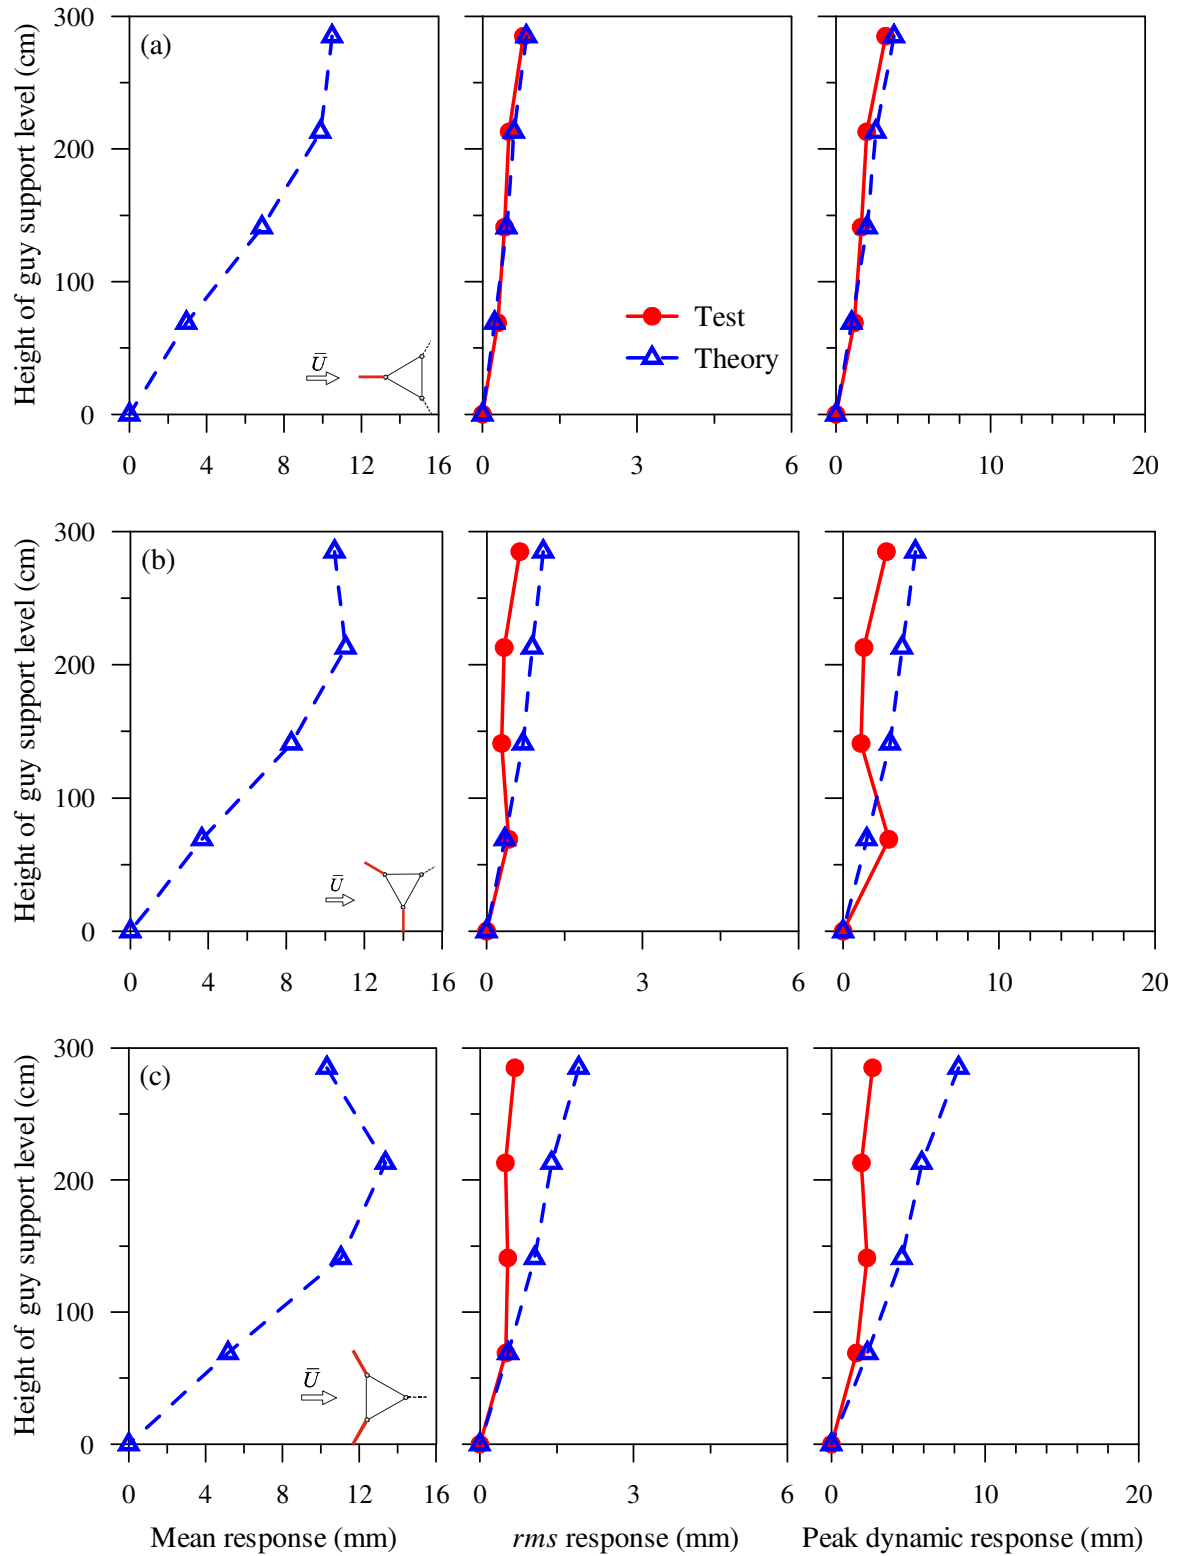 Height of guy support level (cm)
300
200
100
0
(a)
U̅
0 4 8 12 16
Test
Theory
0 3 6
0 10 20
Height of guy support level (cm)
300
200
100
0
(b)
U̅
0 4 8 12 16
0 3 6
0 10 20
Height of guy support level (cm)
300
200
100
0
(c)
U̅
0 4 8 12 16
0 3 6
0 10 20
Mean response (mm)
rms response (mm)
Peak dynamic response (mm)